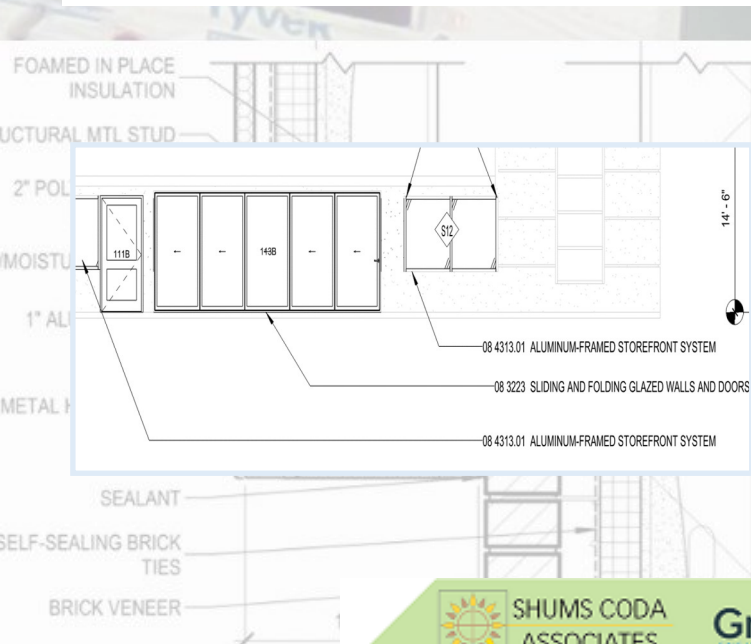 Tyvek
FOAMED IN PLACE
INSULATION
UCTURAL MTL STUD
2" POL
/MOISTU
1" AL
METAL
111B
143B
S12
14' - 6"
08 4313.01 ALUMINUM-FRAMED STOREFRONT SYSTEM
08 3223 SLIDING AND FOLDING GLAZED WALLS AND DOORS
08 4313.01 ALUMINUM-FRAMED STOREFRONT SYSTEM
SEALANT
SELF-SEALING BRICK
TIES
BRICK VENEER
SHUMS CODA
ASSOCIATES